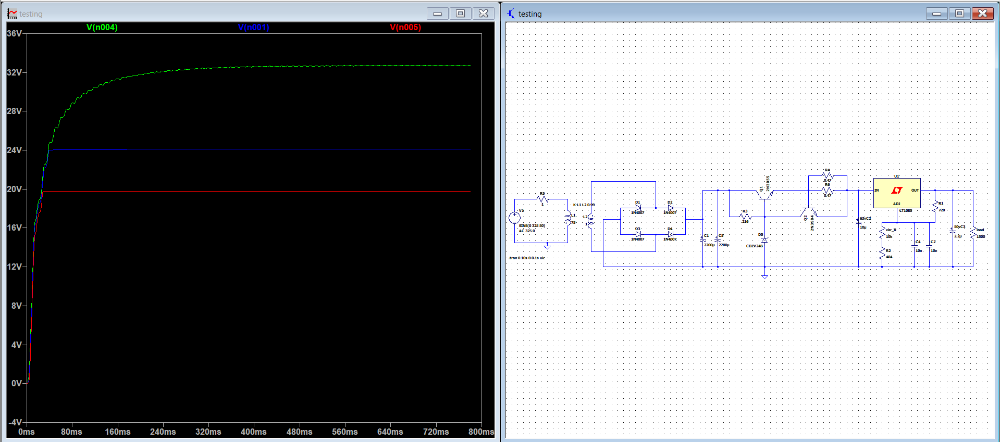 testing
V(n004) V(n001) V(n005)
36V
32V
28V
24V
20V
16V
12V
8V
4V
0V
-4V
0ms 80ms 160ms 240ms 320ms 400ms 480ms 560ms 640ms 720ms 800ms
testing
R5
1
V1
SINE(0 325 50)
AC 325 0
.tran 0 10s 0 0.1s uic
L1
75
K L1 L2 0.99
L2
1
D1
1N4007
D2
1N4007
D3
1N4007
D4
1N4007
C1
2200µ
C5
2200µ
R3
216
Q1
2N3055
D5
CDZV24B
Q2
2N3904
R4
0.47
R6
0.47
63vC2
10µ
U1
IN OUT
ADJ
LT1085
R1
720
var_R
10k
R2
404
C4
10n
C2
10n
50vC3
2.2µ
load
1500